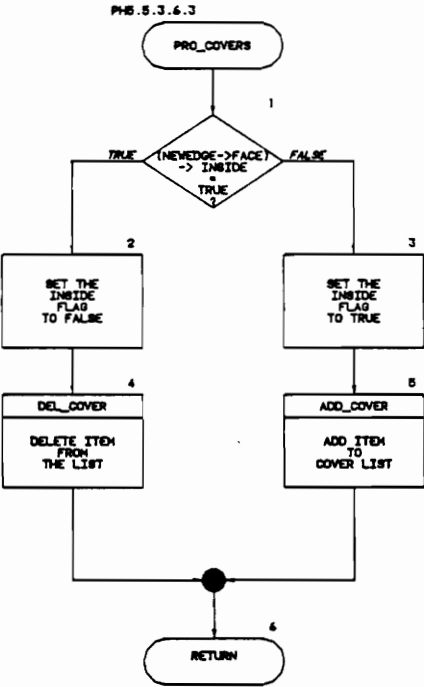 PH5.5.3.6.3
PRO_COVERS
1
TRUE
(NEWEDGE->FACE)
FALSE
-> INSIDE
=
TRUE
?
2
3
SET THE
INSIDE
FLAG
TO FALSE
SET THE
INSIDE
FLAG
TO TRUE
4
5
DEL_COVER
ADD_COVER
DELETE ITEM
FROM
THE LIST
ADD ITEM
TO
COVER LIST
6
RETURN